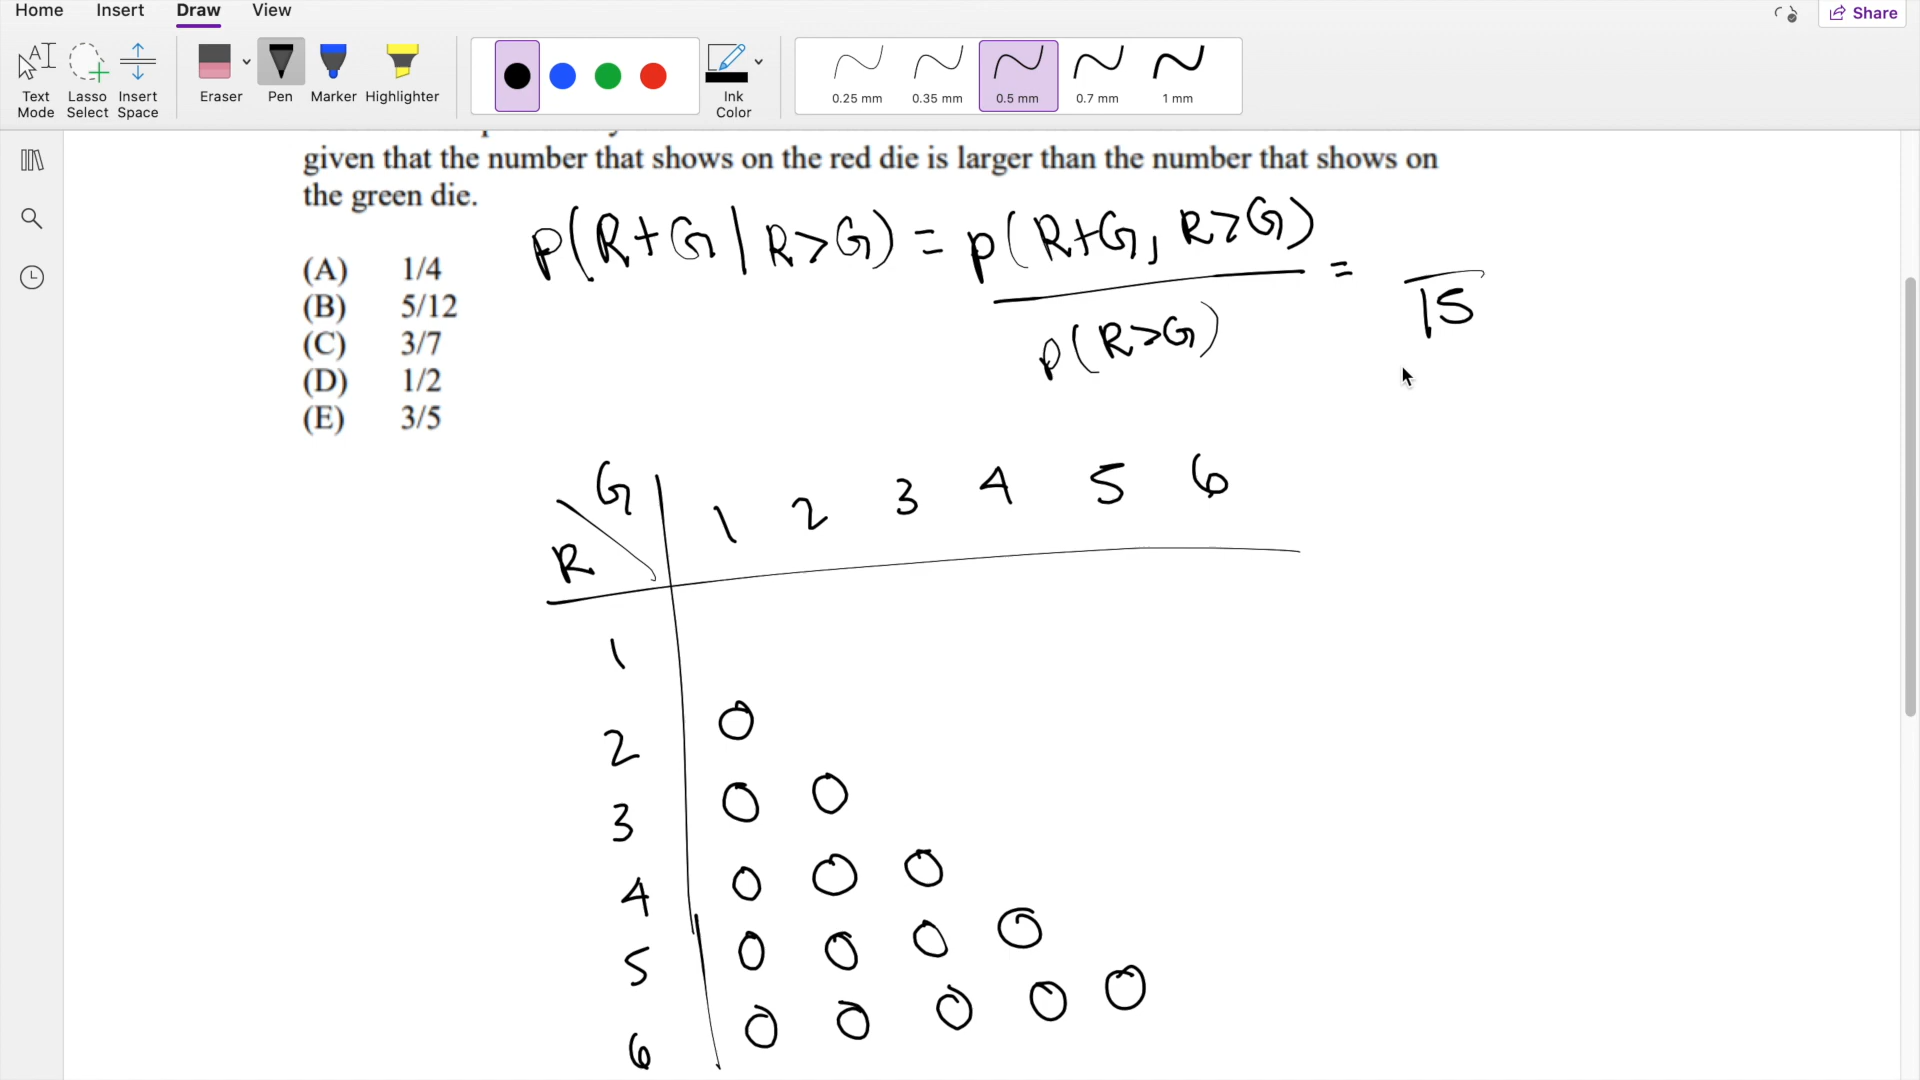 Home Insert Draw View Share
Text Mode Lasso Select Insert Space Eraser Pen Marker Highlighter Ink Color 0.25 mm 0.35 mm 0.5 mm 0.7 mm 1 mm
given that the number that shows on the red die is larger than the number that shows on
the green die.
P(R+G | R>G) = P(R+G, R>G) =
P(R>G)
15
(A) 1/4
(B) 5/12
(C) 3/7
(D) 1/2
(E) 3/5
G 1 2 3 4 5 6
R
1
2 O
3 O O
4 O O O
5 O O O O
6 O O O O O